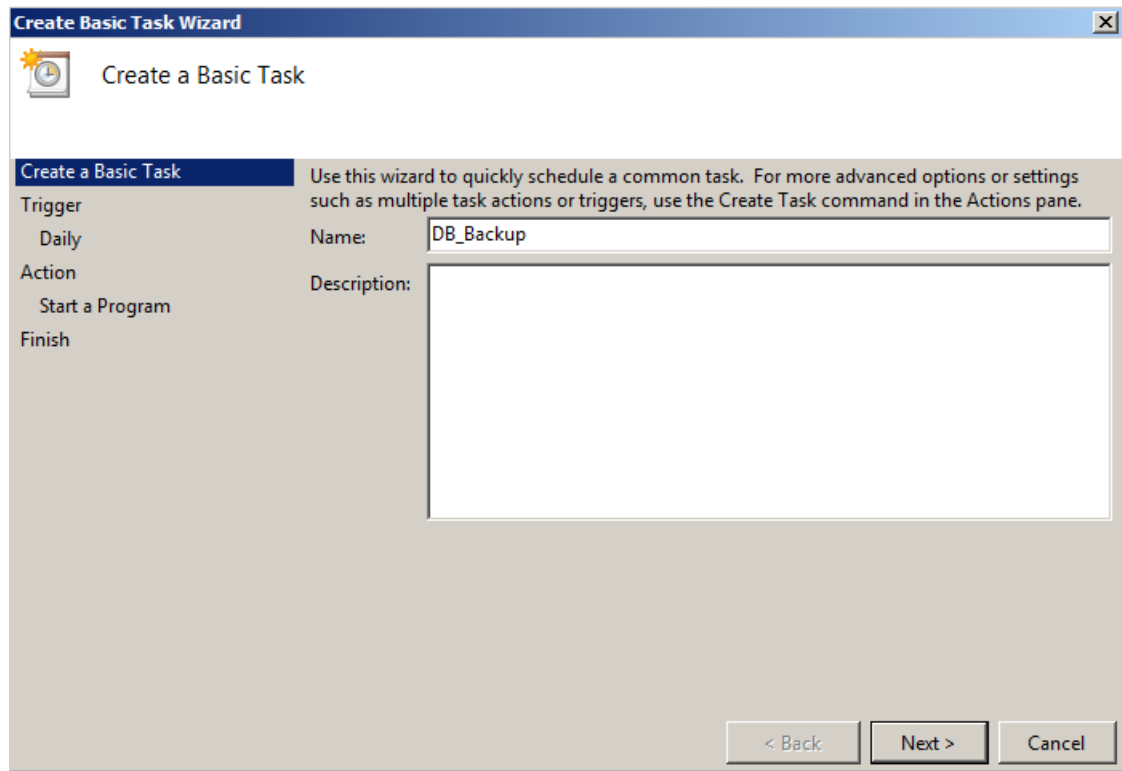 Create Basic Task Wizard
Create a Basic Task
Create a Basic Task
Trigger
Daily
Action
Start a Program
Finish
Use this wizard to quickly schedule a common task.  For more advanced options or settings
such as multiple task actions or triggers, use the Create Task command in the Actions pane.
Name: DB_Backup
Description:
< Back Next > Cancel